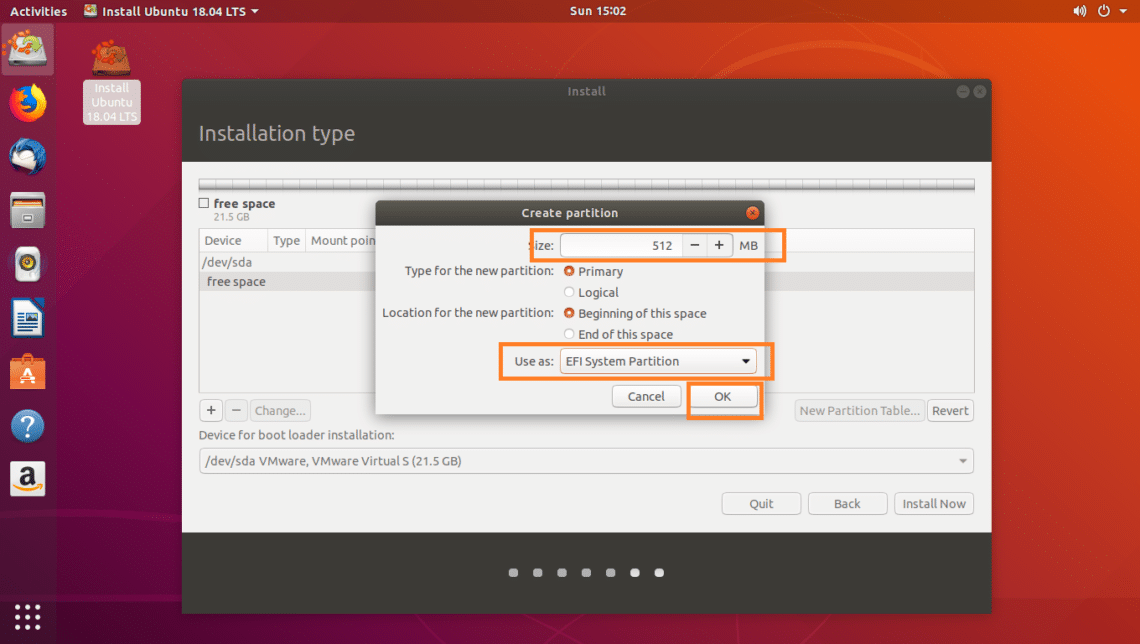 Activities Install Ubuntu 18.04 LTS Sun 15:02
Install
Ubuntu
18.04 LTS
Install
Installation type
free space
21.5 GB
Device Type Mount poin
/dev/sda
free space
Create partition
Size: 512 − + MB
Type for the new partition: Primary
Logical
Location for the new partition: Beginning of this space
End of this space
Use as: EFI System Partition
Cancel OK
+ − Change... New Partition Table... Revert
Device for boot loader installation:
/dev/sda VMware, VMware Virtual S (21.5 GB)
Quit Back Install Now